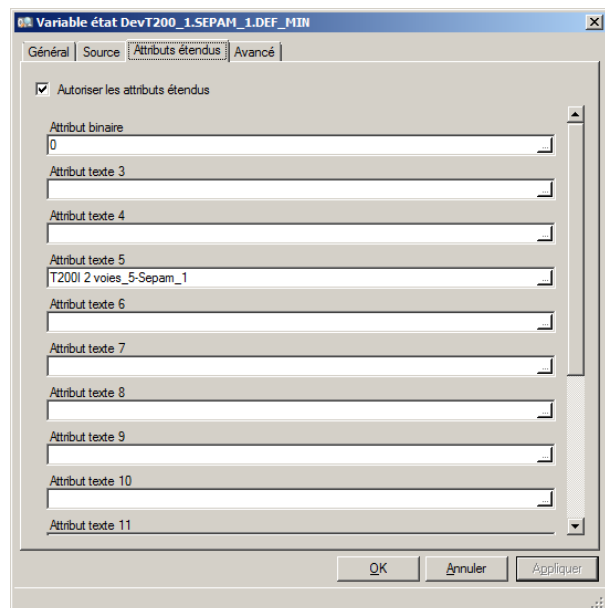 Variable état DevT200_1.SEPAM_1.DEF_MIN
Général Source Attributs étendus Avancé
Autoriser les attributs étendus
Attribut binaire
0
...
Attribut texte 3
...
Attribut texte 4
...
Attribut texte 5
T200I 2 voies_5-Sepam_1
...
Attribut texte 6
...
Attribut texte 7
...
Attribut texte 8
...
Attribut texte 9
...
Attribut texte 10
...
Attribut texte 11
OK Annuler Appliquer